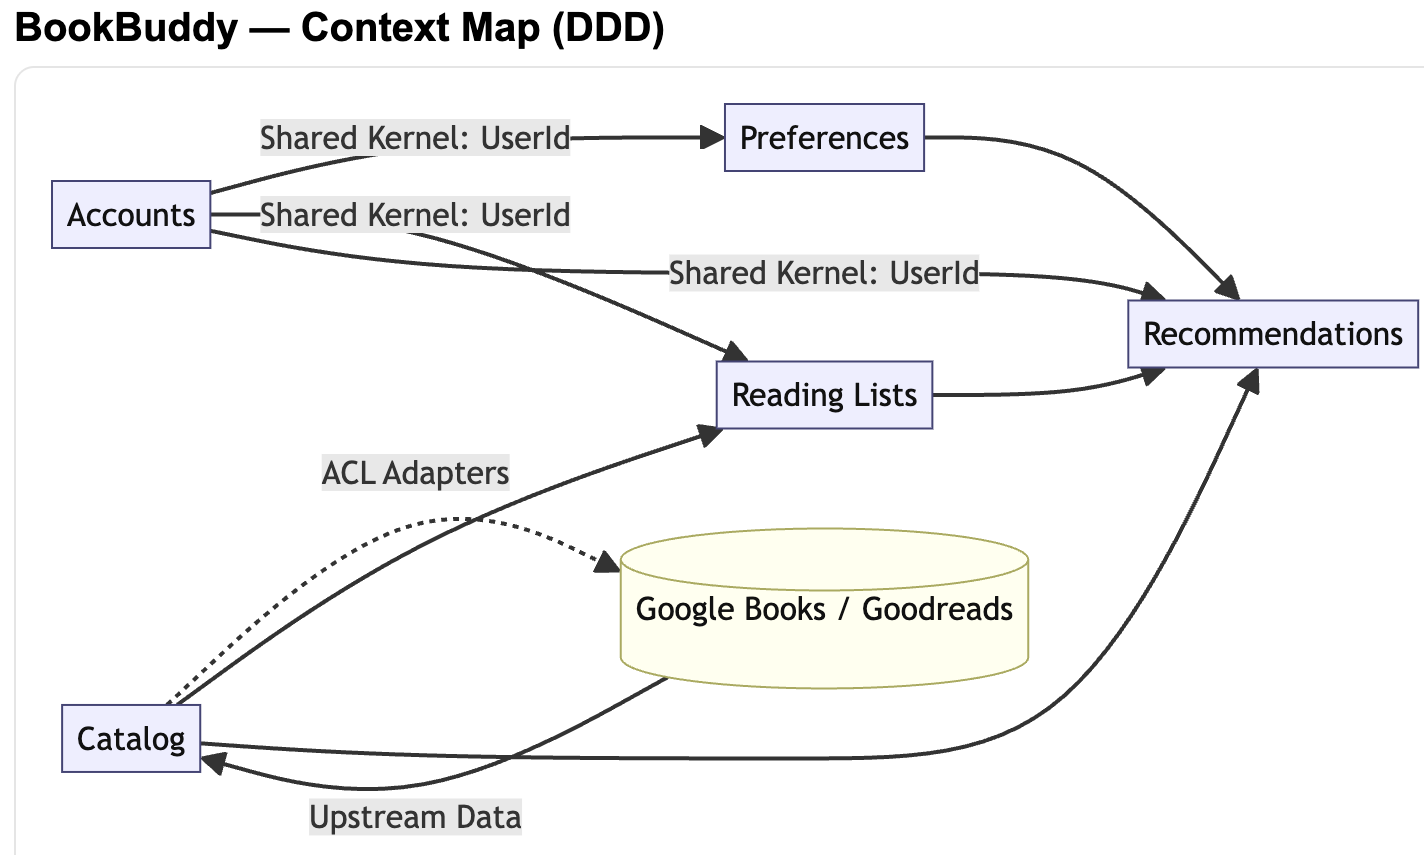 BookBuddy — Context Map (DDD)
Shared Kernel: UserId
Preferences
Accounts
Shared Kernel: UserId
Shared Kernel: UserId
Recommendations
Reading Lists
ACL Adapters
Google Books / Goodreads
Catalog
Upstream Data